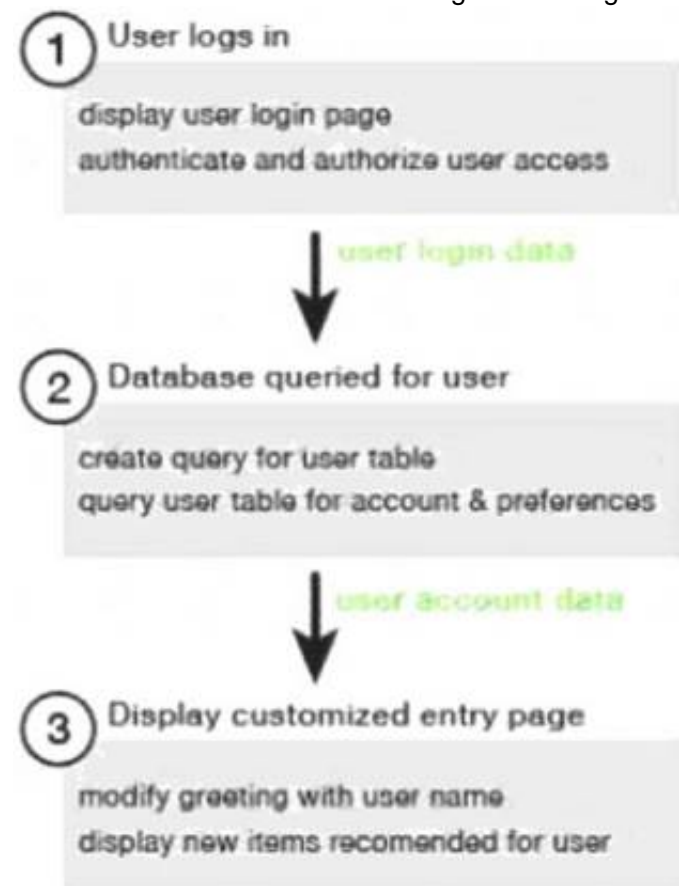 1
User logs in
display user login page
authenticate and authorize user access
user login data
2
Database queried for user
create query for user table
query user table for account & preferences
user account data
3
Display customized entry page
modify greeting with user name
display new items recomended for user